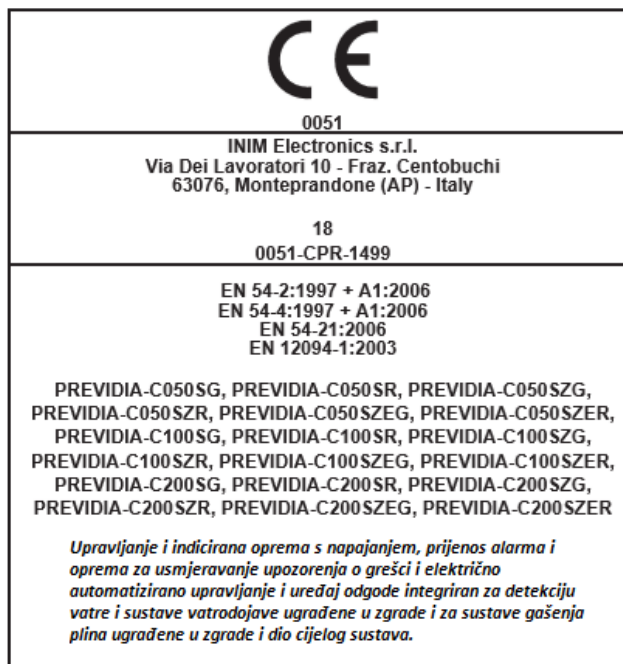 CE
0051
INIM Electronics s.r.l.
Via Dei Lavoratori 10 - Fraz. Centobuchi
63076, Monteprandone (AP) - Italy
18
0051-CPR-1499
EN 54-2:1997 + A1:2006
EN 54-4:1997 + A1:2006
EN 54-21:2006
EN 12094-1:2003
PREVIDIA-C050SG, PREVIDIA-C050SR, PREVIDIA-C050SZG,
PREVIDIA-C050SZR, PREVIDIA-C050SZEG, PREVIDIA-C050SZER,
PREVIDIA-C100SG, PREVIDIA-C100SR, PREVIDIA-C100SZG,
PREVIDIA-C100SZR, PREVIDIA-C100SZEG, PREVIDIA-C100SZER,
PREVIDIA-C200SG, PREVIDIA-C200SR, PREVIDIA-C200SZG,
PREVIDIA-C200SZR, PREVIDIA-C200SZEG, PREVIDIA-C200SZER
Upravljanje i indicirana oprema s napajanjem, prijenos alarma i
oprema za usmjeravanje upozorenja o grešci i električno
automatizirano upravljanje i uređaj odgode integriran za detekciju
vatre i sustave vatrodojave ugrađene u zgrade i za sustave gašenja
plina ugrađene u zgrade i dio cijelog sustava.